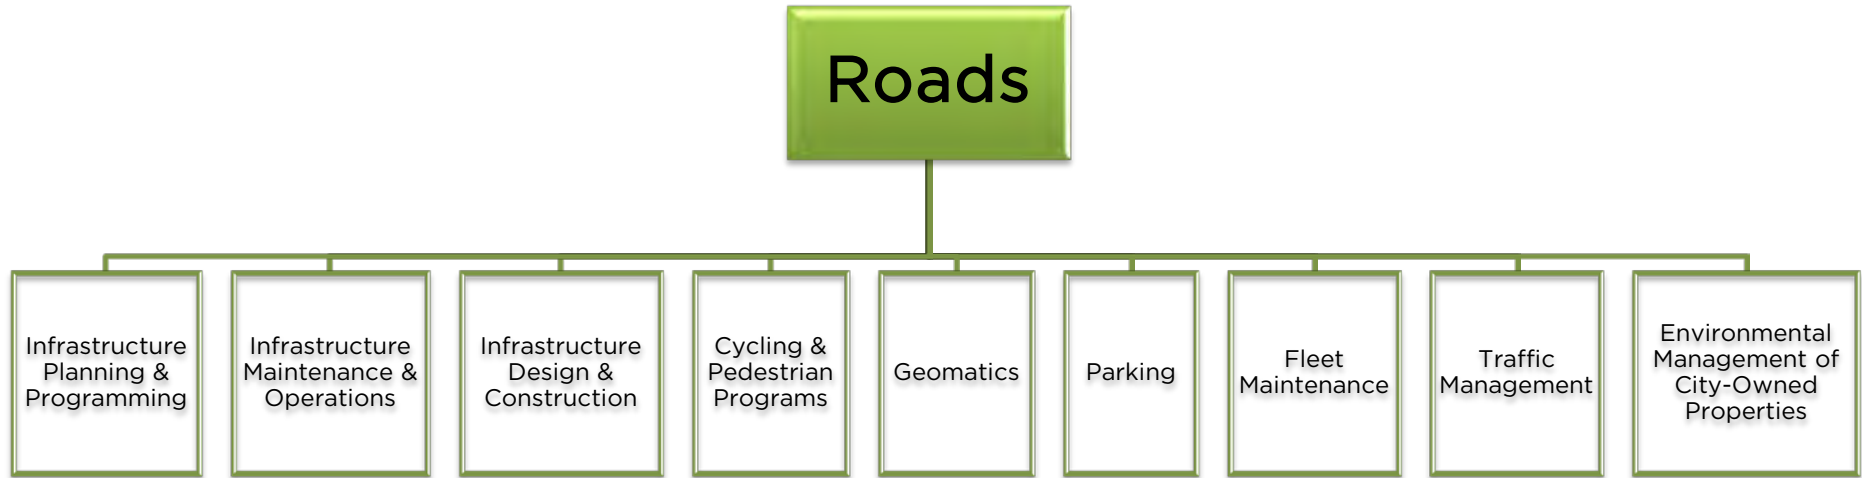 Roads
Infrastructure
Planning &
Programming
Infrastructure
Maintenance &
Operations
Infrastructure
Design &
Construction
Cycling &
Pedestrian
Programs
Geomatics
Parking
Fleet
Maintenance
Traffic
Management
Environmental
Management of
City-Owned
Properties